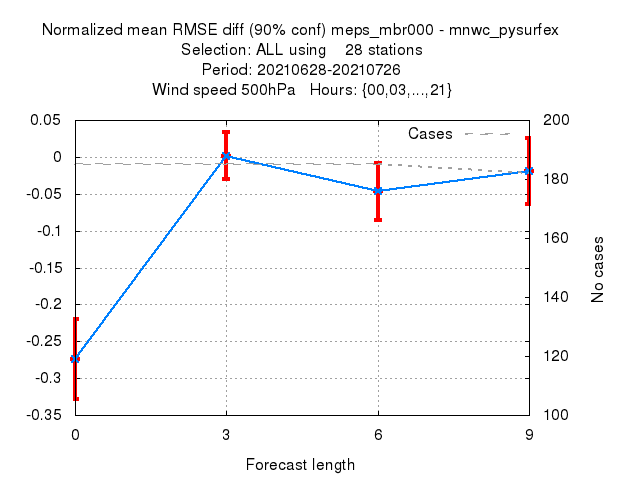 Normalized mean RMSE diff (90% conf) meps_mbr000 - mnwc_pysurfex
Selection: ALL using 28 stations
Period: 20210628-20210726
Wind speed 500hPa Hours: {00,03,...,21}
Cases
0.05
0
-0.05
-0.1
-0.15
-0.2
-0.25
-0.3
-0.35
200
180
160
140
120
100
No cases
0 3 6 9
Forecast length